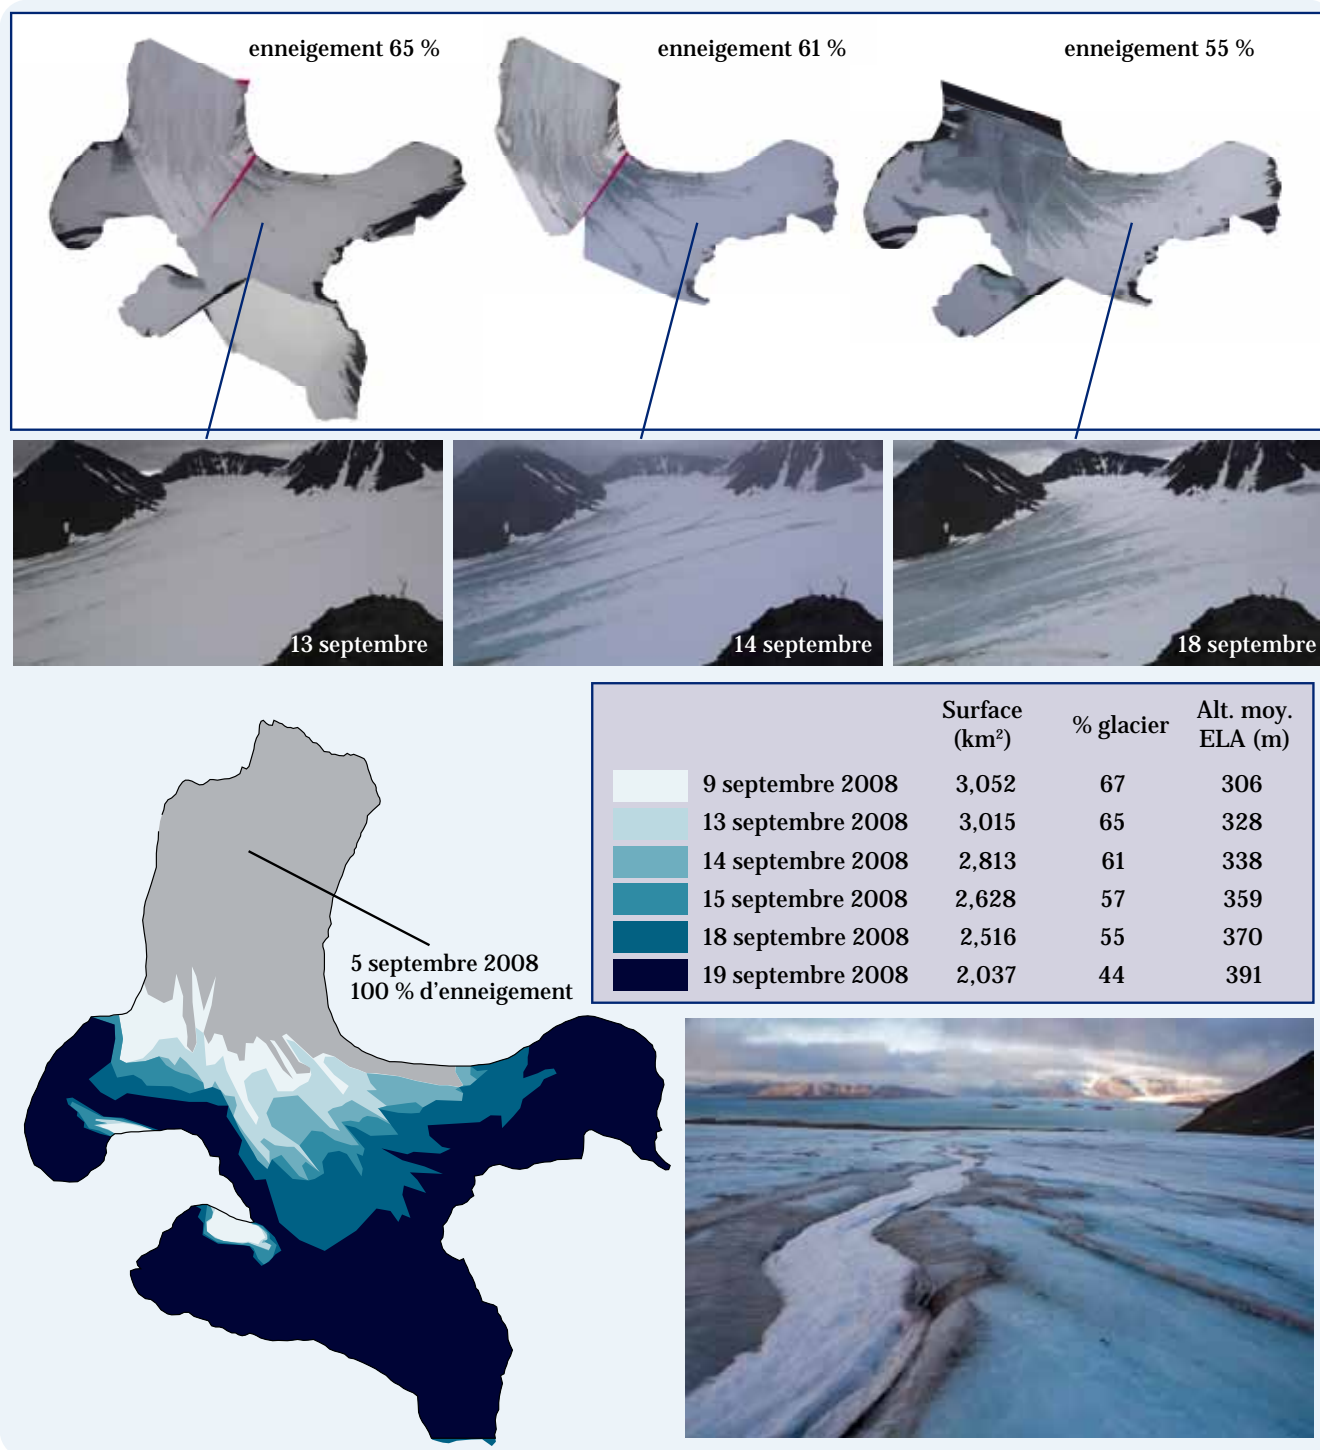 enneigement 65 %
enneigement 61 %
enneigement 55 %
13 septembre
14 septembre
18 septembre
Surface (km²) % glacier Alt. moy. ELA (m)
9 septembre 2008 3,052 67 306
13 septembre 2008 3,015 65 328
14 septembre 2008 2,813 61 338
15 septembre 2008 2,628 57 359
18 septembre 2008 2,516 55 370
19 septembre 2008 2,037 44 391
5 septembre 2008
100 % d'enneigement